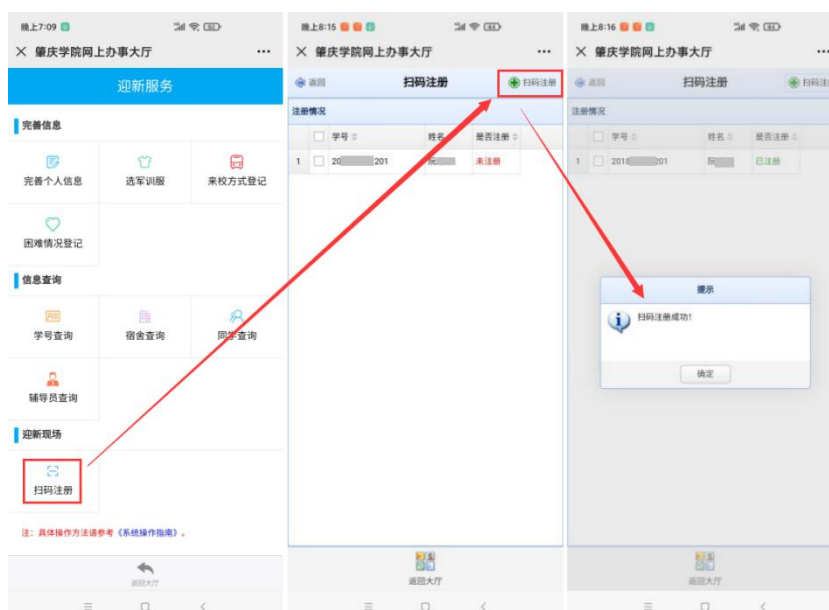 晚上7:09
肇庆学院网上办事大厅
迎新服务
完善信息
完善个人信息 选军训服 来校方式登记
困难情况登记
信息查询
学号查询 宿舍查询 同学查询
辅导员查询
迎新现场
扫码注册
注：具体操作方法请参考《系统操作指南》。
返回大厅
晚上8:15
肇庆学院网上办事大厅
返回 扫码注册 扫码注册
注册情况
学号 姓名 是否注册
1 20 201 阮 未注册
返回大厅
晚上8:16
肇庆学院网上办事大厅
返回 扫码注册 扫码注
注册情况
学号 姓名 是否注册
1 2018 201 阮 已注册
提示
扫码注册成功！
确定
返回大厅